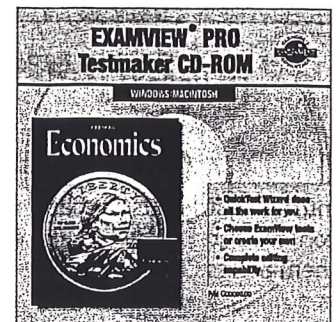 EXAMVIEW® PRO
Testmaker CD-ROM
WINDOWS/MACINTOSH
Economics
LIBERTY
• QuickTest Wizard does
all the work for you!
• Choose ExamView tests
or create your own!
• Complete editing
capability